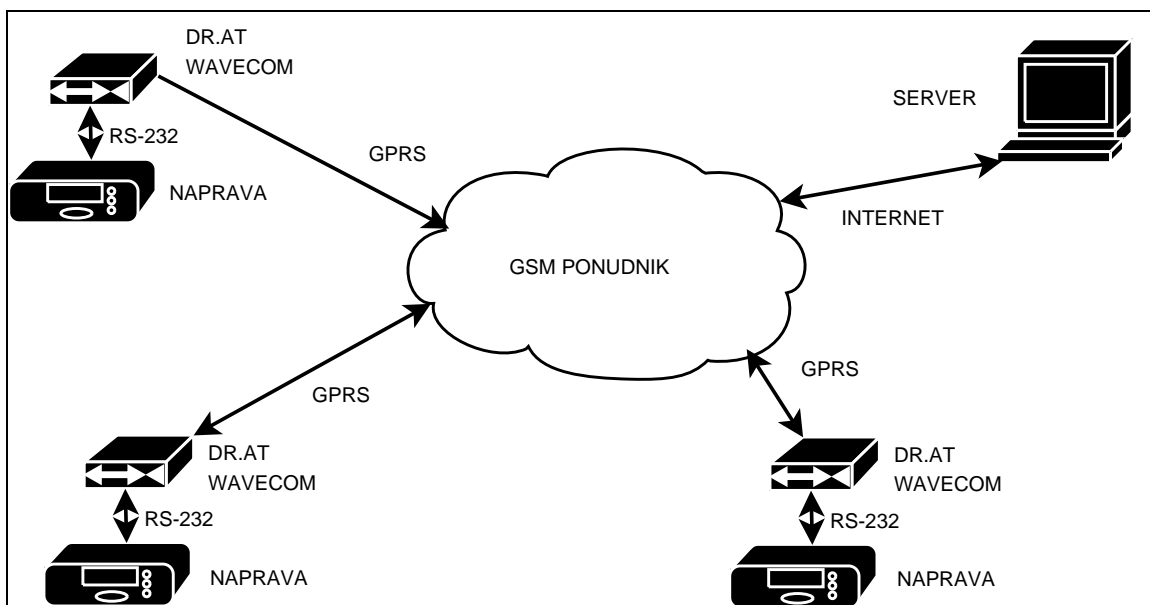 DR.AT
WAVECOM
RS-232
NAPRAVA
GPRS
SERVER
INTERNET
GSM PONUDNIK
GPRS
DR.AT
WAVECOM
RS-232
NAPRAVA
GPRS
DR.AT
WAVECOM
RS-232
NAPRAVA